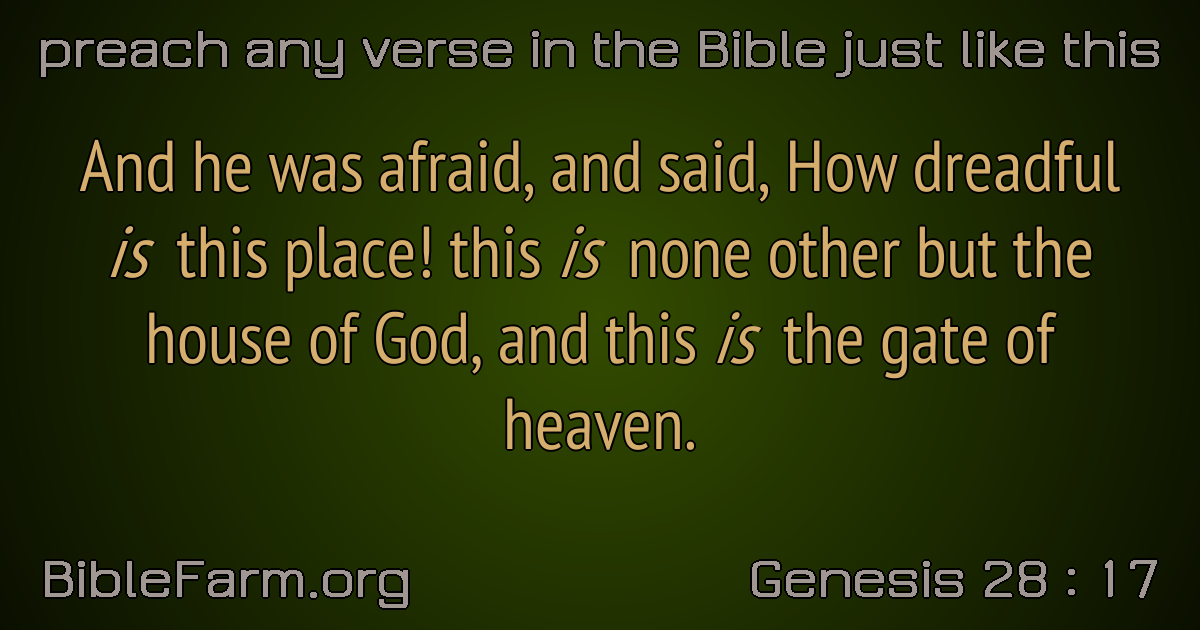 preach any verse in the Bible just like this
And he was afraid, and said, How dreadful
is this place! this is none other but the
house of God, and this is the gate of
heaven.
BibleFarm.org
Genesis 28 : 17